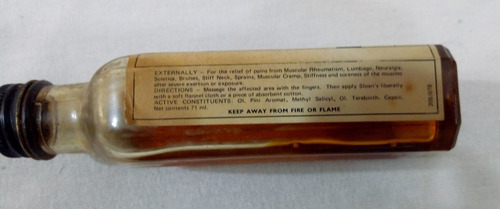 EXTERNALLY – For the relief of pains from Muscular Rheumatism, Lumbago, Neuralgia,
Sciatica, Bruises, Stiff Neck, Sprains, Muscular Cramp, Stiffness and soreness of the muscles
after severe exertion or exposure.
DIRECTIONS – Massage the affected area with the fingers. Then apply Sloan's liberally
with a soft flannel cloth or a piece of absorbent cotton.
ACTIVE CONSTITUENTS: Ol. Pini Aromat, Methyl Salicyl, Ol. Terebinth, Capsic.
Net contents 71 ml.
KEEP AWAY FROM FIRE OR FLAME